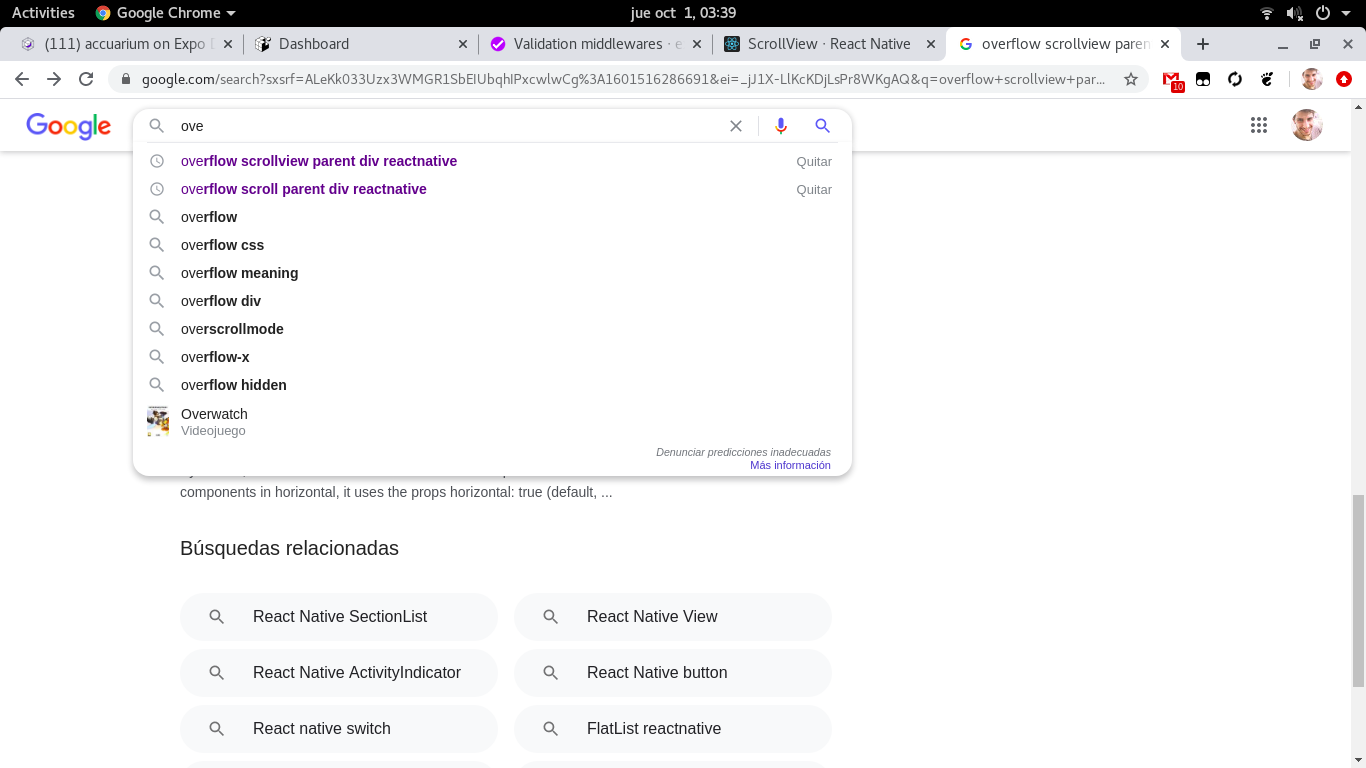 Activities Google Chrome jue oct 1, 03:39
(111) accuarium on Expo Dashboard Validation middlewares · e ScrollView · React Native overflow scrollview paren
google.com/search?sxsrf=ALeKk033Uzx3WMGR1SbEIUbqhIPxcwlwCg%3A1601516286691&ei=_jJ1X-LlKcKDjLsPr8WKgAQ&q=overflow+scrollview+par... 10
Google ove
overflow scrollview parent div reactnative Quitar
overflow scroll parent div reactnative Quitar
overflow
overflow css
overflow meaning
overflow div
overscrollmode
overflow-x
overflow hidden
Overwatch
Videojuego
Denunciar predicciones inadecuadas
Más información
components in horizontal, it uses the props horizontal: true (default, ...
Búsquedas relacionadas
React Native SectionList React Native View
React Native ActivityIndicator React Native button
React native switch FlatList reactnative